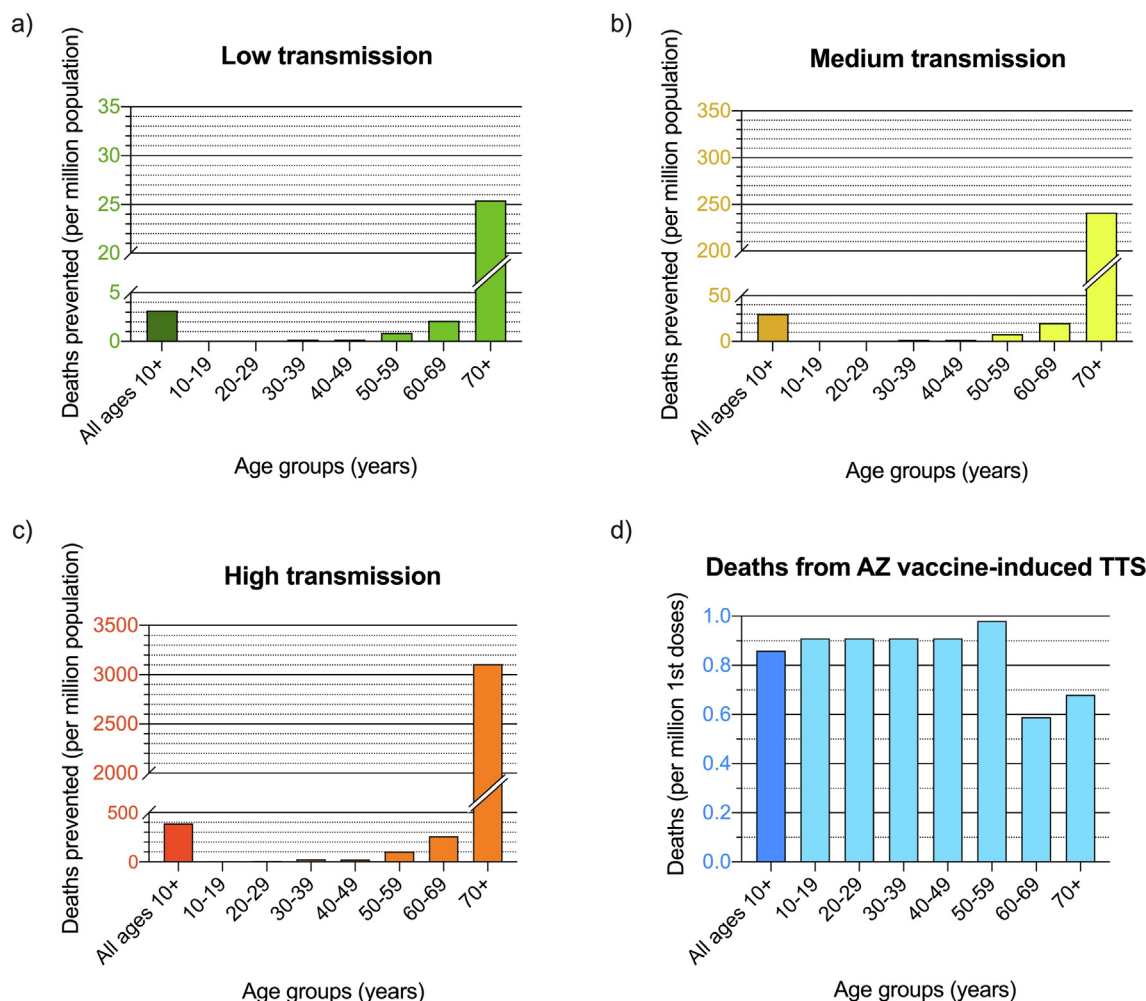 a)
Low transmission
Deaths prevented (per million population)
35
30
25
20
5
0
All ages 10+
10-19
20-29
30-39
40-49
50-59
60-69
70+
Age groups (years)
b)
Medium transmission
Deaths prevented (per million population)
350
300
250
200
50
0
All ages 10+
10-19
20-29
30-39
40-49
50-59
60-69
70+
Age groups (years)
c)
High transmission
Deaths prevented (per million population)
3500
3000
2500
2000
500
0
All ages 10+
10-19
20-29
30-39
40-49
50-59
60-69
70+
Age groups (years)
d)
Deaths from AZ vaccine-induced TTS
Deaths (per million 1st doses)
1.0
0.8
0.6
0.4
0.2
0.0
All ages 10+
10-19
20-29
30-39
40-49
50-59
60-69
70+
Age groups (years)